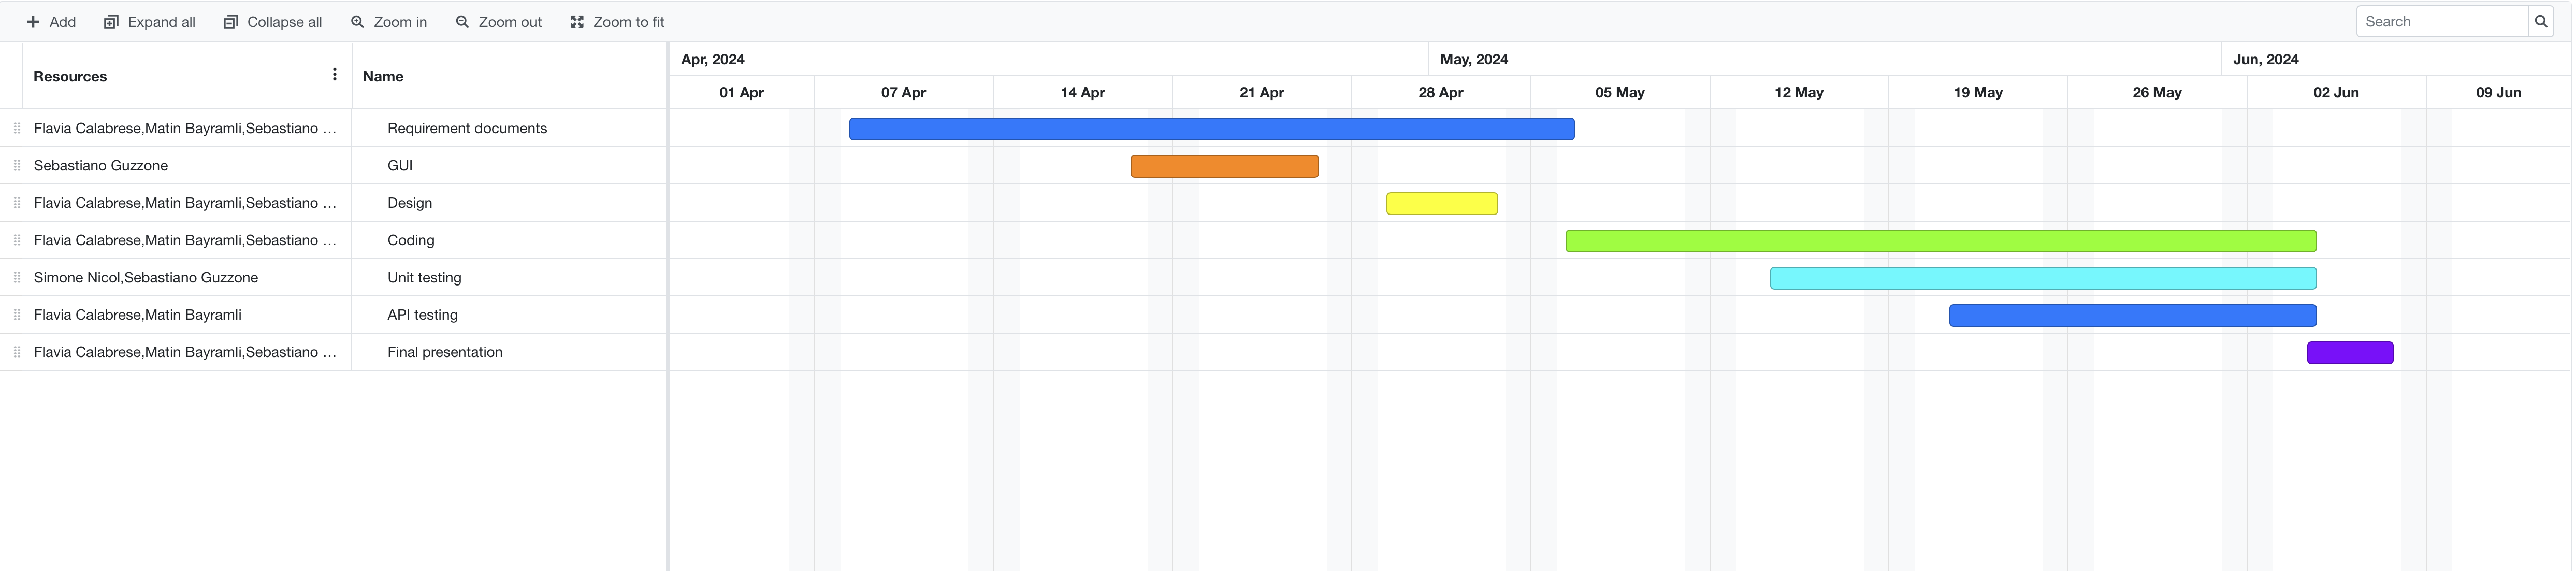 Add Expand all Collapse all Zoom in Zoom out Zoom to fit Search
Apr, 2024 May, 2024 Jun, 2024
Resources Name
01 Apr 07 Apr 14 Apr 21 Apr 28 Apr 05 May 12 May 19 May 26 May 02 Jun 09 Jun
Flavia Calabrese,Matin Bayramli,Sebastiano ... Requirement documents
Sebastiano Guzzone GUI
Flavia Calabrese,Matin Bayramli,Sebastiano ... Design
Flavia Calabrese,Matin Bayramli,Sebastiano ... Coding
Simone Nicol,Sebastiano Guzzone Unit testing
Flavia Calabrese,Matin Bayramli API testing
Flavia Calabrese,Matin Bayramli,Sebastiano ... Final presentation